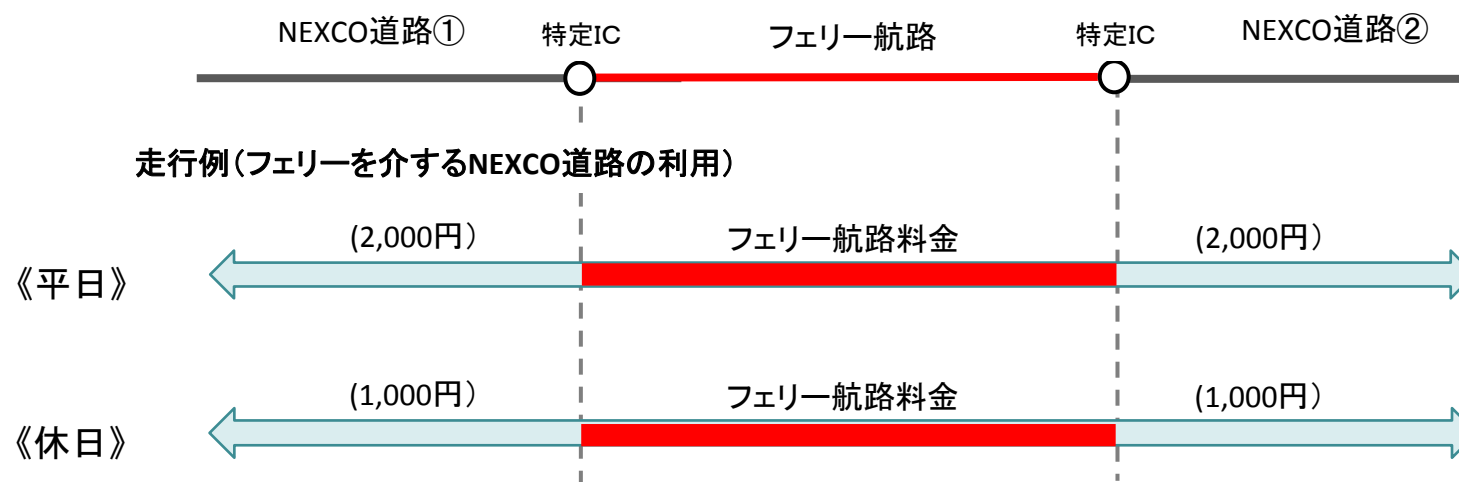 NEXCO道路① 特定IC フェリー航路 特定IC NEXCO道路②
走行例(フェリーを介するNEXCO道路の利用)
(2,000円) フェリー航路料金 (2,000円)
《平日》
(1,000円) フェリー航路料金 (1,000円)
《休日》